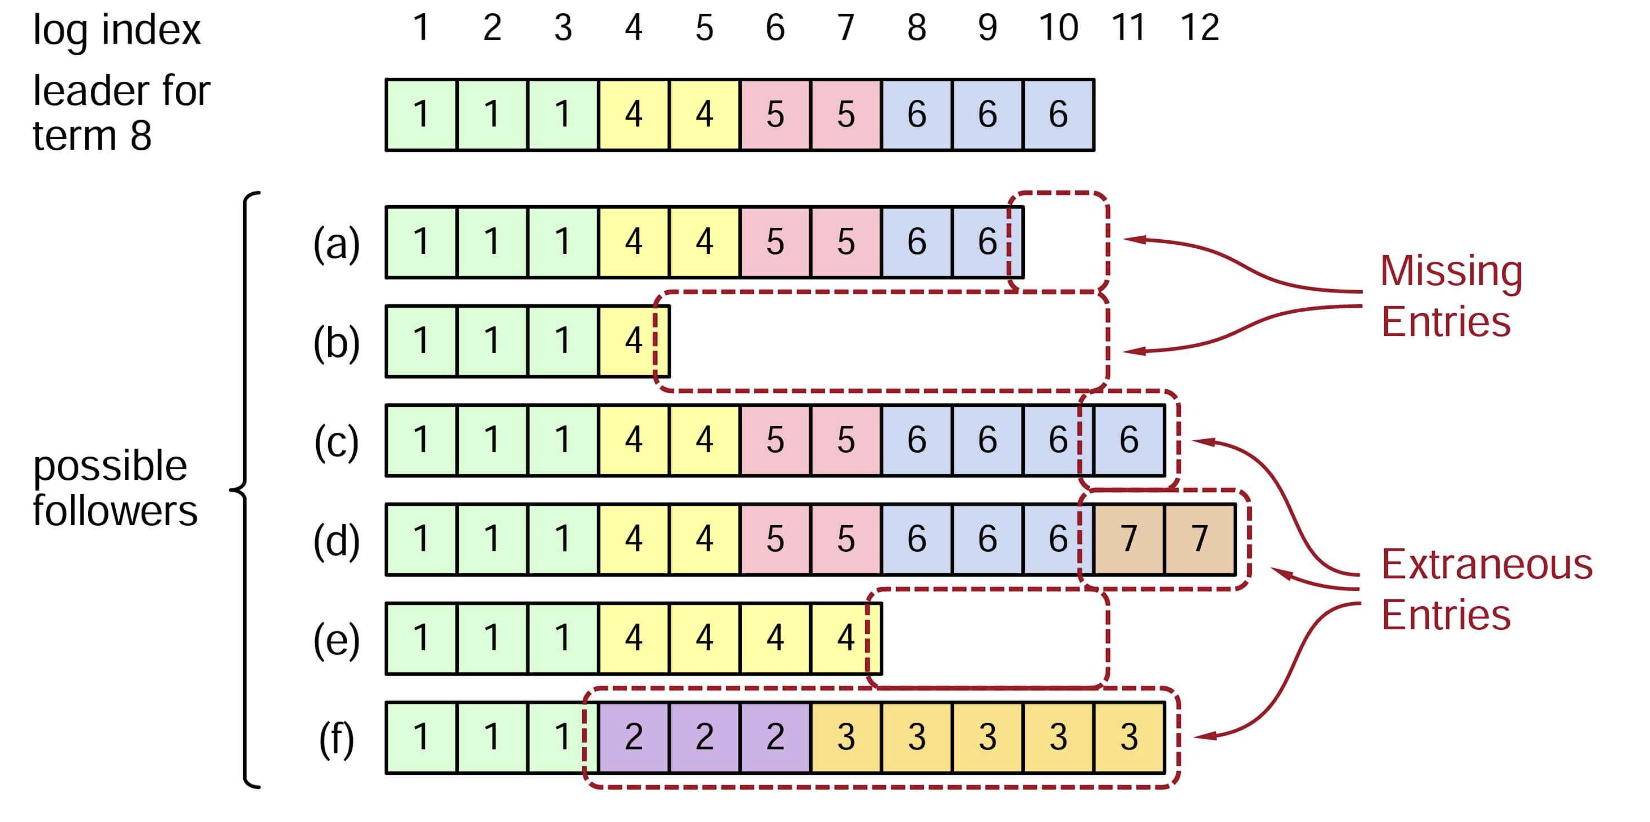 log index 1 2 3 4 5 6 7 8 9 10 11 12
leader for
term 8
1 1 1 4 4 5 5 6 6 6
(a) 1 1 1 4 4 5 5 6 6
Missing
Entries
(b) 1 1 1 4
(c) 1 1 1 4 4 5 5 6 6 6 6
possible
followers
(d) 1 1 1 4 4 5 5 6 6 6 7 7
Extraneous
Entries
(e) 1 1 1 4 4 4 4
(f) 1 1 1 2 2 2 3 3 3 3 3